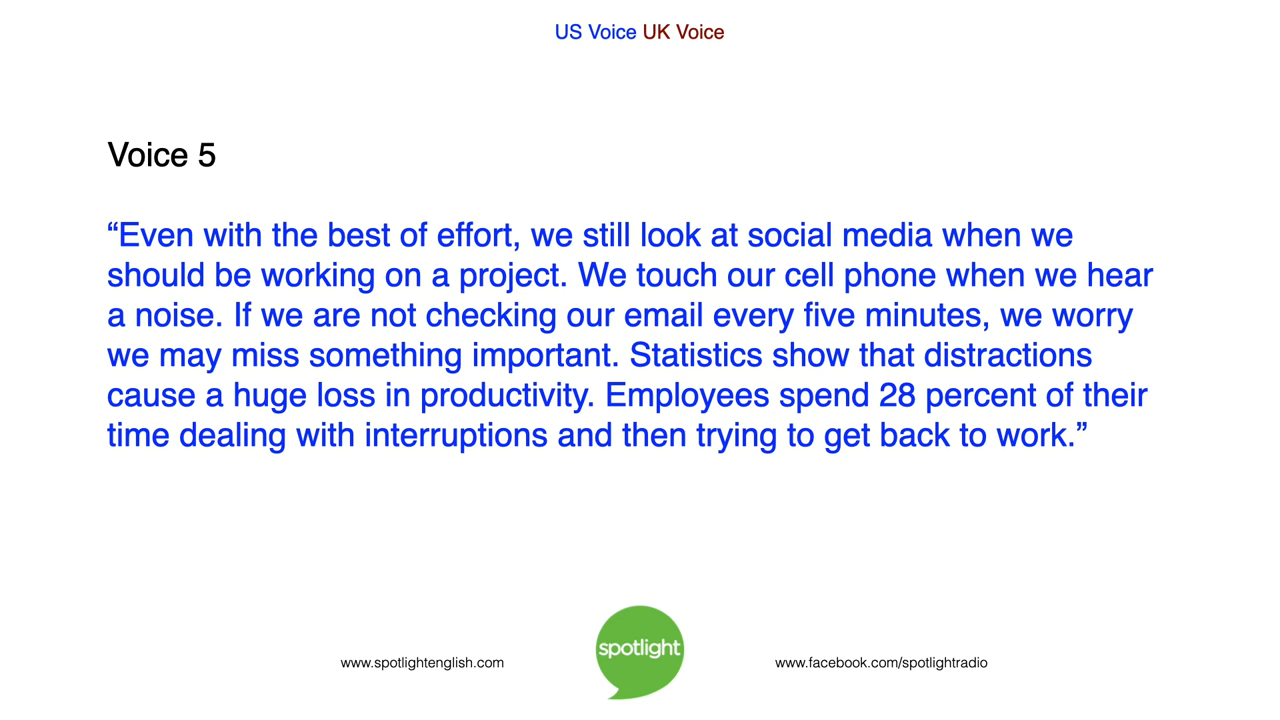 US Voice UK Voice
Voice 5
“Even with the best of effort, we still look at social media when we
should be working on a project. We touch our cell phone when we hear
a noise. If we are not checking our email every five minutes, we worry
we may miss something important. Statistics show that distractions
cause a huge loss in productivity. Employees spend 28 percent of their
time dealing with interruptions and then trying to get back to work.”
spotlight
www.spotlightenglish.com
www.facebook.com/spotlightradio